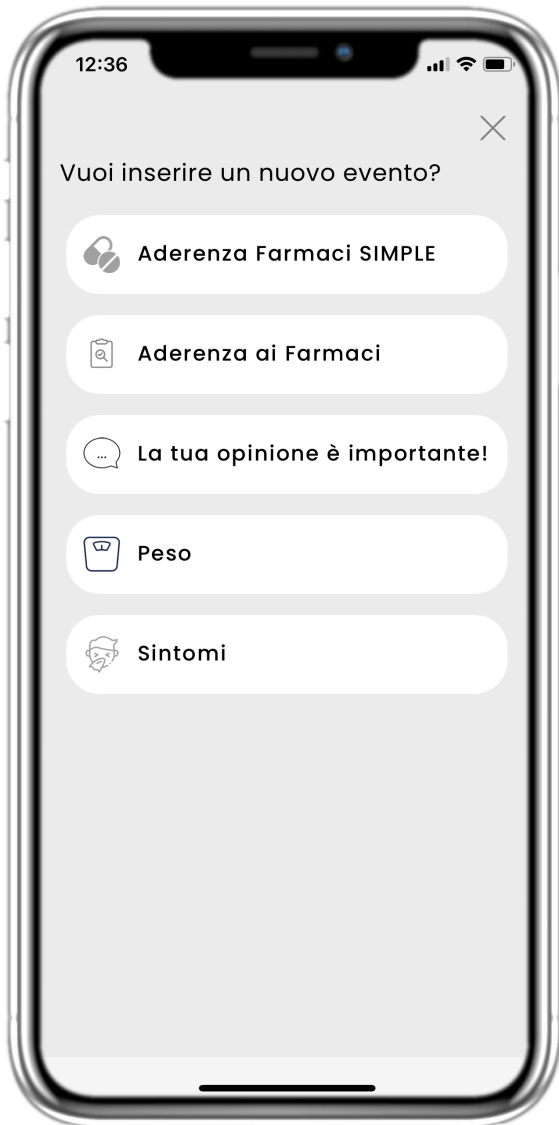 12:36
Vuoi inserire un nuovo evento?
Aderenza Farmaci SIMPLE
Aderenza ai Farmaci
La tua opinione è importante!
Peso
Sintomi